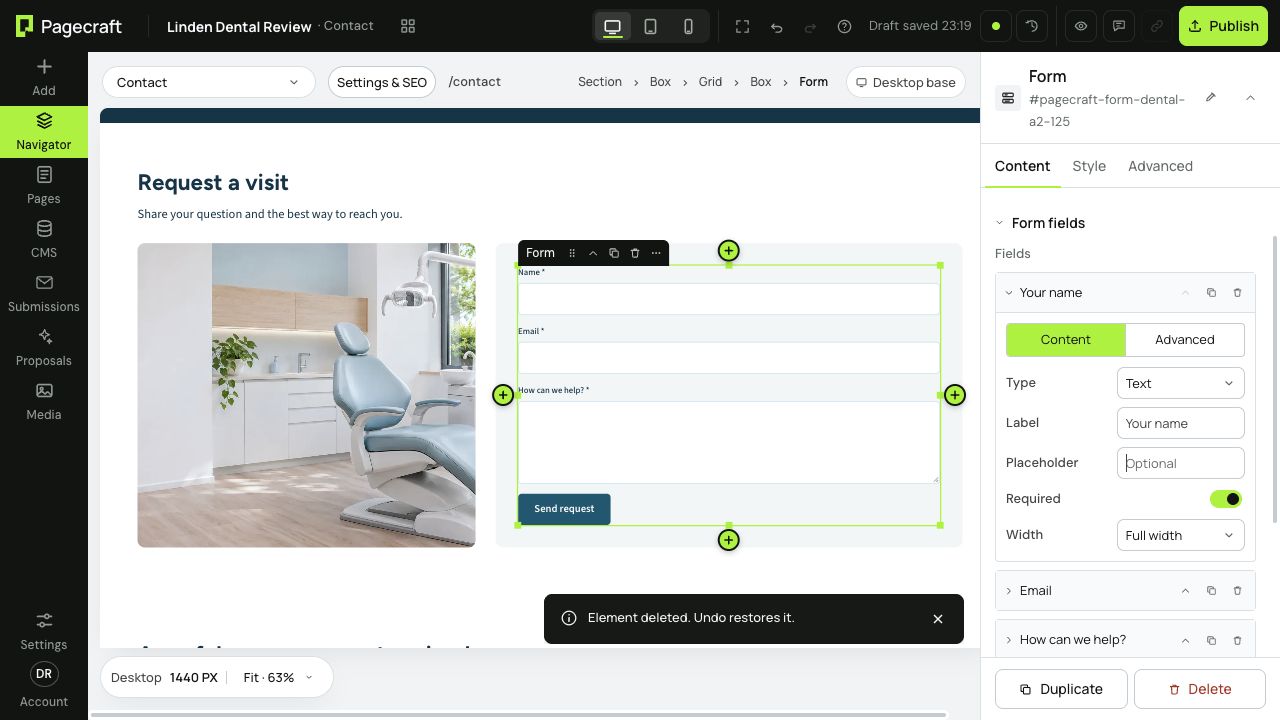 Pagecraft
Linden Dental Review · Contact
Draft saved 23:19
Publish
Add
Navigator
Pages
CMS
Submissions
Proposals
Media
Settings
DR
Account
Contact
Settings & SEO
/contact
Section > Box > Grid > Box > Form
Desktop base
Request a visit
Share your question and the best way to reach you.
Form
Name *
Email *
How can we help? *
Send request
Element deleted. Undo restores it.
Desktop 1440 PX
Fit · 63%
Form
#pagecraft-form-dental-
a2-125
Content
Style
Advanced
Form fields
Fields
Your name
Content
Advanced
Type
Text
Label
Your name
Placeholder
Optional
Required
Width
Full width
Email
How can we help?
Duplicate
Delete